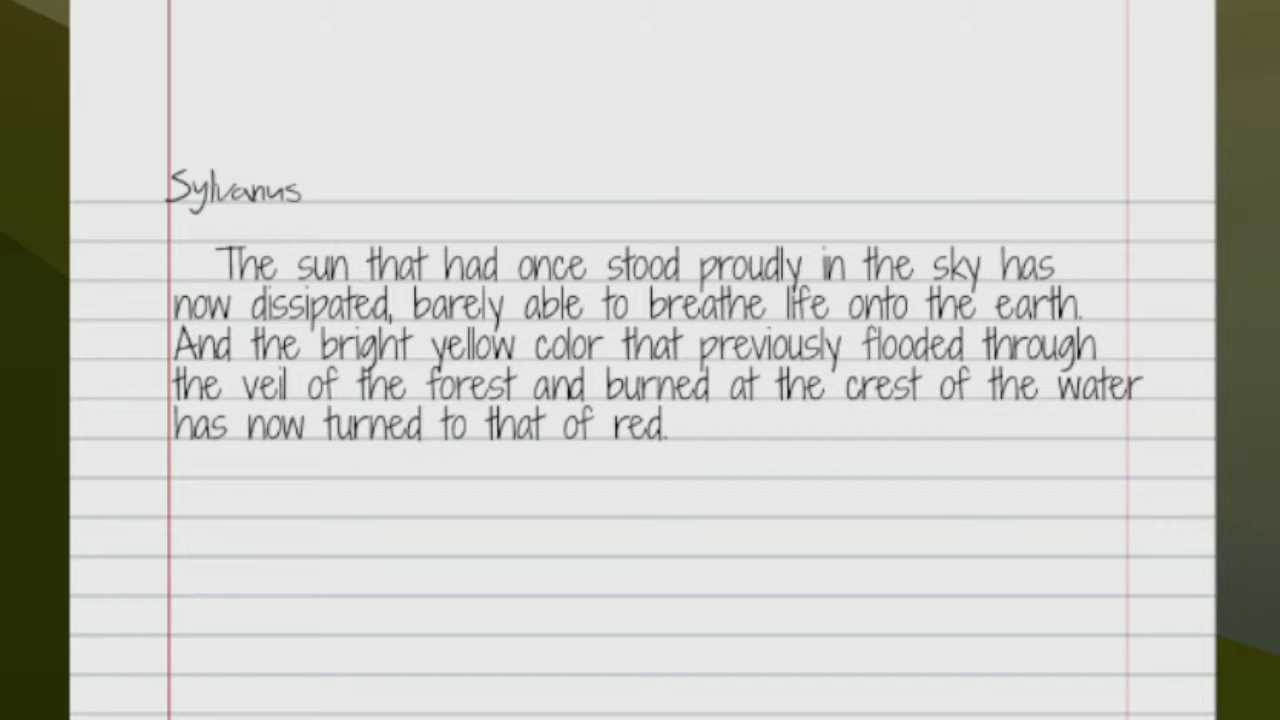 Sylvanus
The sun that had once stood proudly in the sky has
now dissipated, barely able to breathe life onto the earth.
And the bright yellow color that previously flooded through
the veil of the forest and burned at the crest of the water
has now turned to that of red.